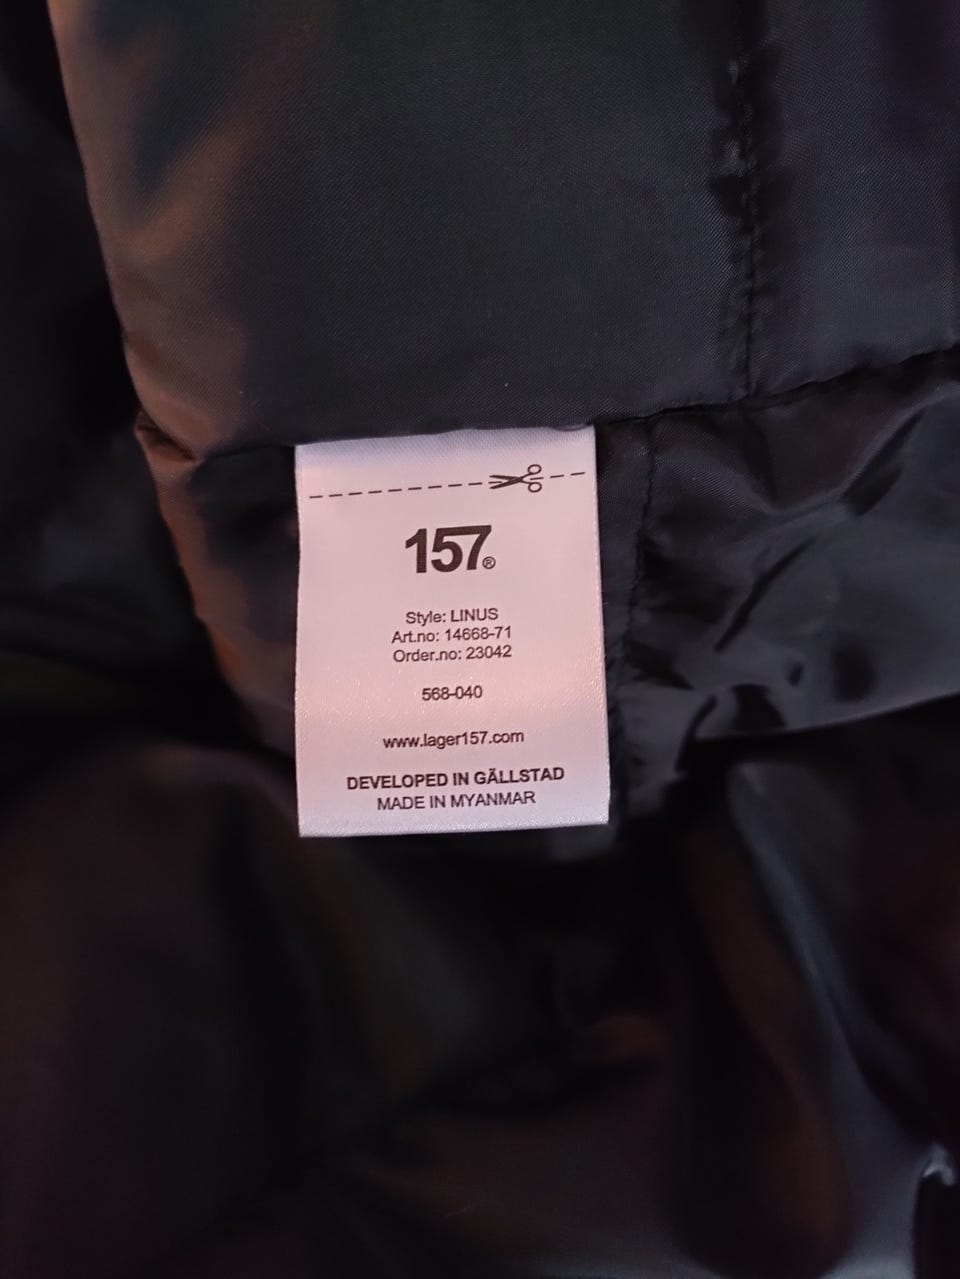 157®
Style: LINUS
Art.no: 14668-71
Order.no: 23042
568-040
www.lager157.com
DEVELOPED IN GÄLLSTAD
MADE IN MYANMAR